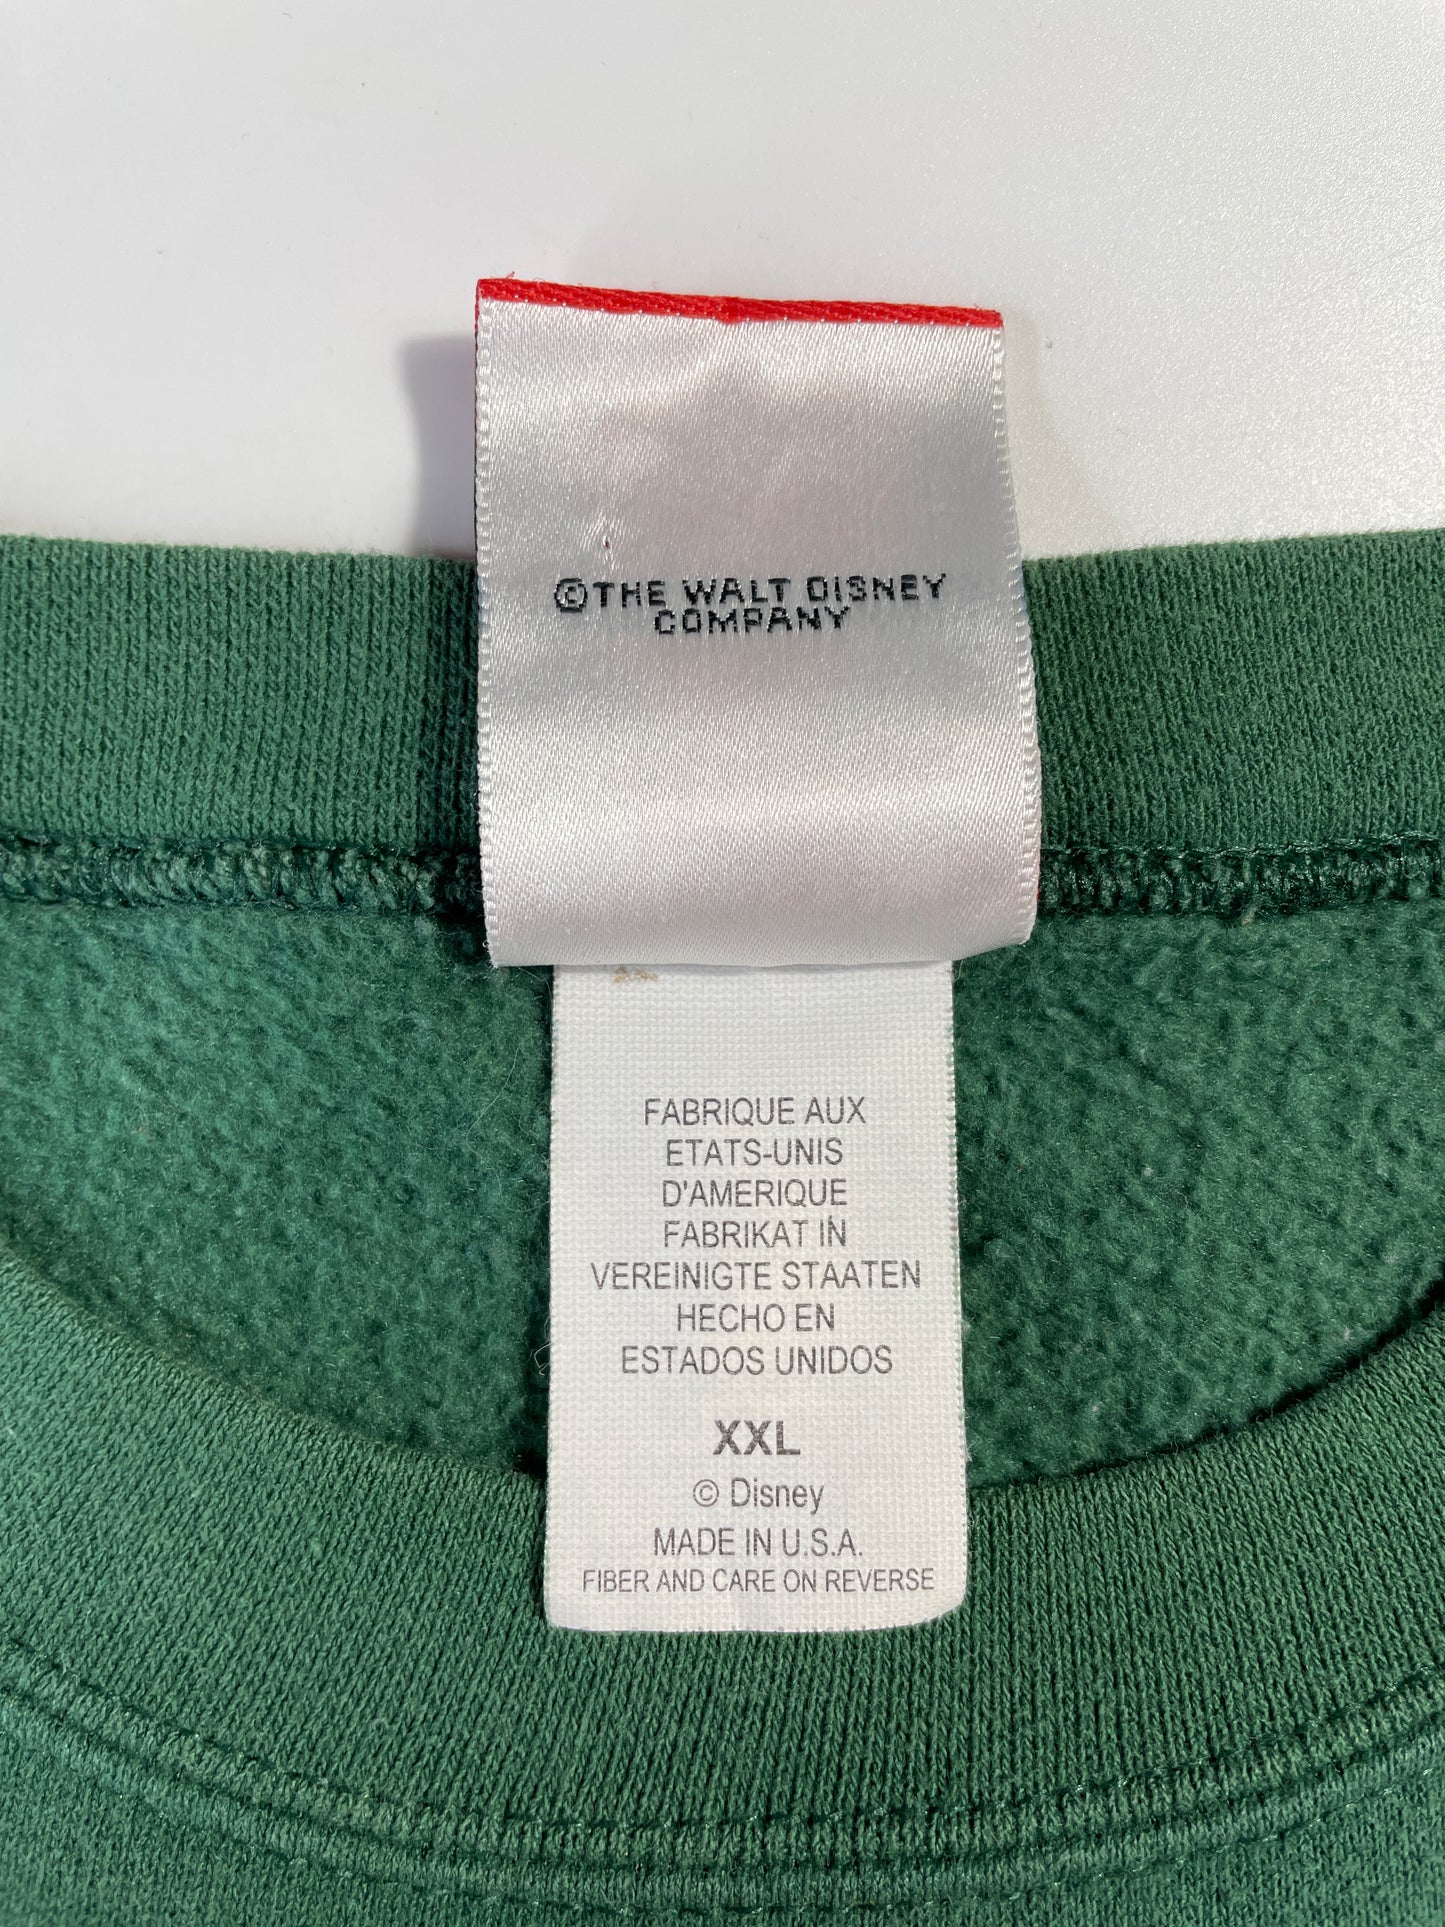 ©THE WALT DISNEY
COMPANY
FABRIQUE AUX
ETATS-UNIS
D'AMERIQUE
FABRIKAT IN
VEREINIGTE STAATEN
HECHO EN
ESTADOS UNIDOS
XXL
© Disney
MADE IN U.S.A.
FIBER AND CARE ON REVERSE